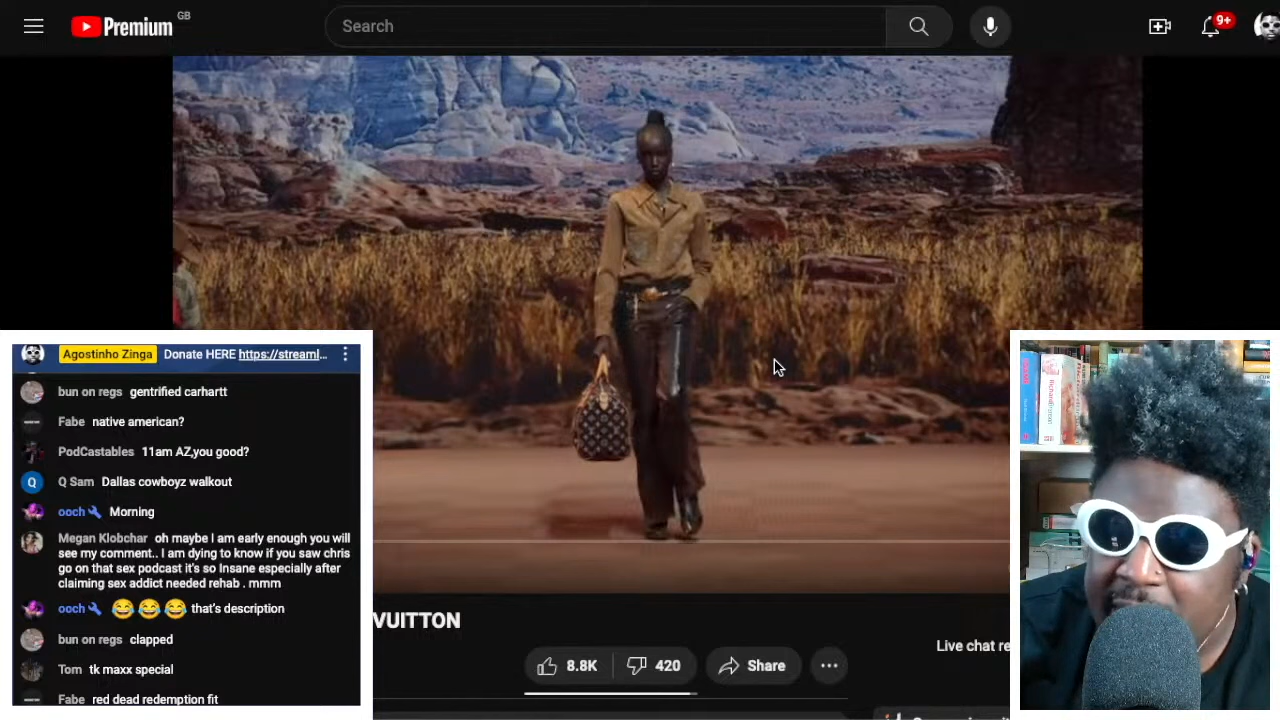 Premium GB
Search
9+
Agostinho Zinga Donate HERE https://streaml...
bun on regs gentrified carhartt
Fabe native american?
PodCastables 11am AZ,you good?
Q Q Sam Dallas cowboyz walkout
ooch Morning
Megan Klobchar oh maybe I am early enough you will
see my comment.. I am dying to know if you saw chris
go on that sex podcast it's so Insane especially after
claiming sex addict needed rehab . mmm
ooch 😂😂😂 that's description
bun on regs clapped
Tom tk maxx special
Fabe red dead redemption fit
VUITTON
Live chat re
8.8K 420 Share